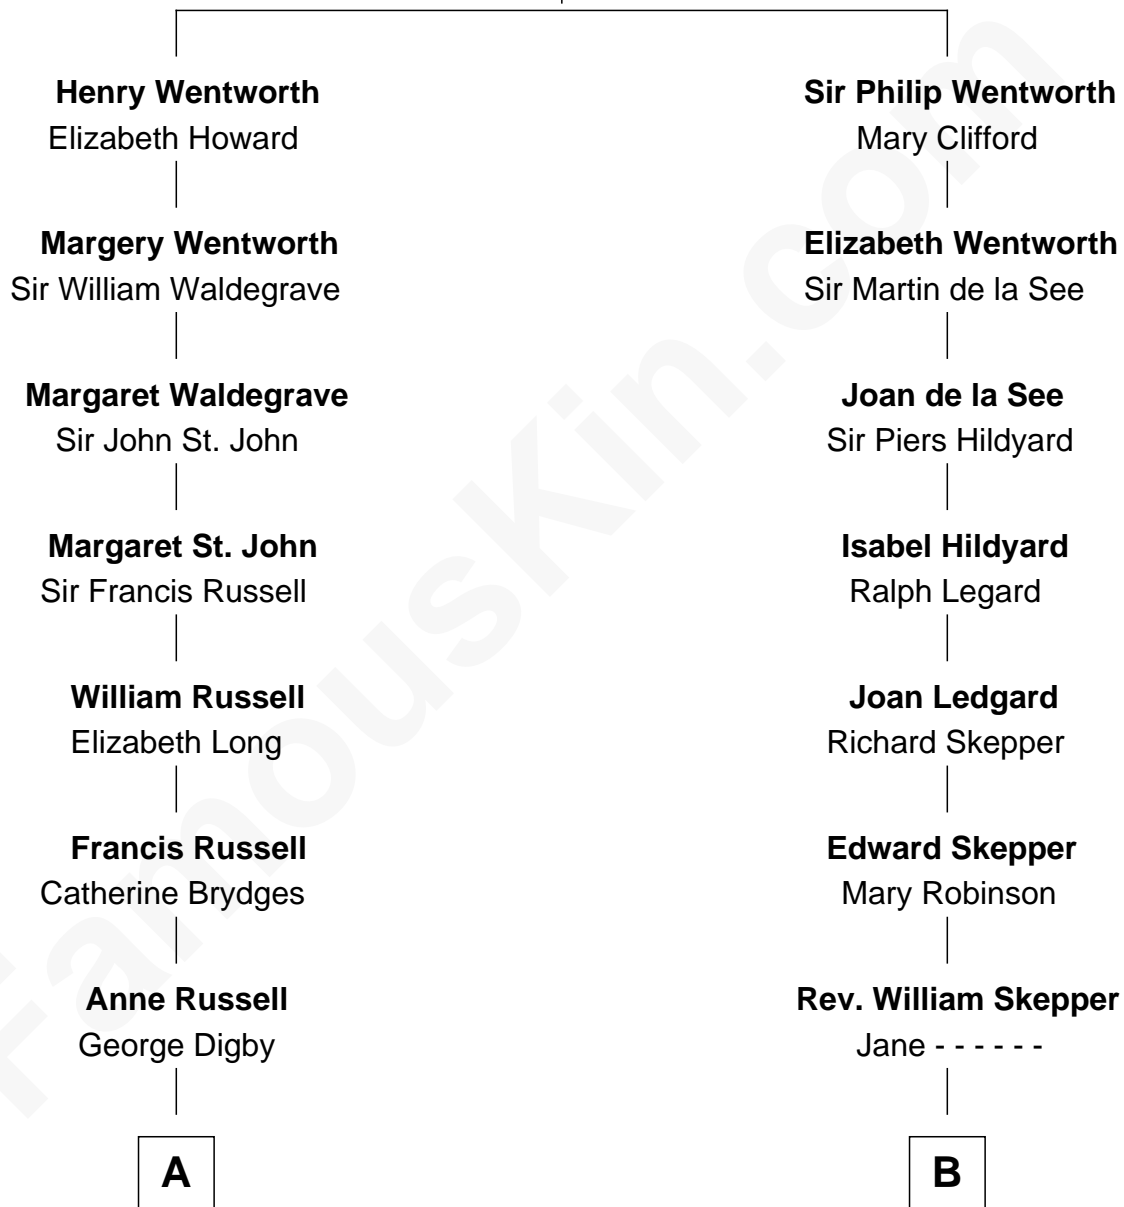 Henry Wentworth
Elizabeth Howard
Sir Philip Wentworth
Mary Clifford
Margery Wentworth
Sir William Waldegrave
Elizabeth Wentworth
Sir Martin de la See
Margaret Waldegrave
Sir John St. John
Joan de la See
Sir Piers Hildyard
Margaret St. John
Sir Francis Russell
Isabel Hildyard
Ralph Legard
William Russell
Elizabeth Long
Joan Ledgard
Richard Skepper
Francis Russell
Catherine Brydges
Edward Skepper
Mary Robinson
Anne Russell
George Digby
Rev. William Skepper
Jane - - - - - -
A
B
FamousKin.com